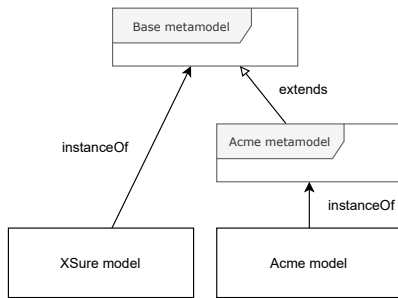 Base metamodel
extends
Acme metamodel
instanceOf
instanceOf
XSure model
Acme model